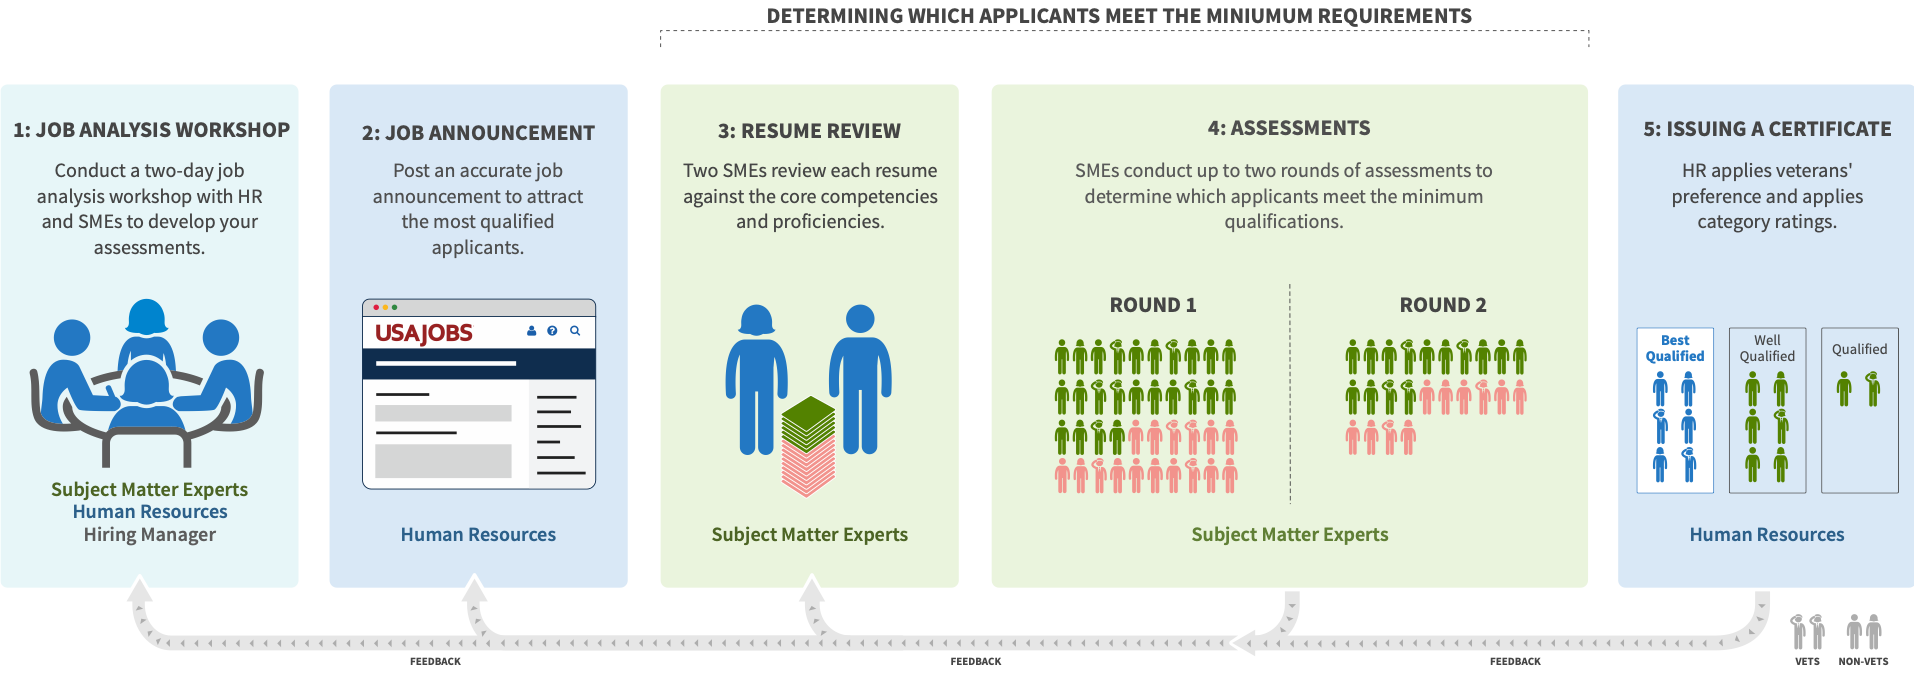 DETERMINING WHICH APPLICANTS MEET THE MINIUMUM REQUIREMENTS
1: JOB ANALYSIS WORKSHOP
Conduct a two-day job
analysis workshop with HR
and SMEs to develop your
assessments.
Subject Matter Experts
Human Resources
Hiring Manager
2: JOB ANNOUNCEMENT
Post an accurate job
announcement to attract
the most qualified
applicants.
USAJOBS
?
Human Resources
3: RESUME REVIEW
Two SMEs review each resume
against the core competencies
and proficiencies.
Subject Matter Experts
4: ASSESSMENTS
SMEs conduct up to two rounds of assessments to
determine which applicants meet the minimum
qualifications.
ROUND 1
ROUND 2
Subject Matter Experts
5: ISSUING A CERTIFICATE
HR applies veterans'
preference and applies
category ratings.
Best
Qualified
Well
Qualified
Qualified
Human Resources
FEEDBACK
FEEDBACK
FEEDBACK
VETS
NON-VETS